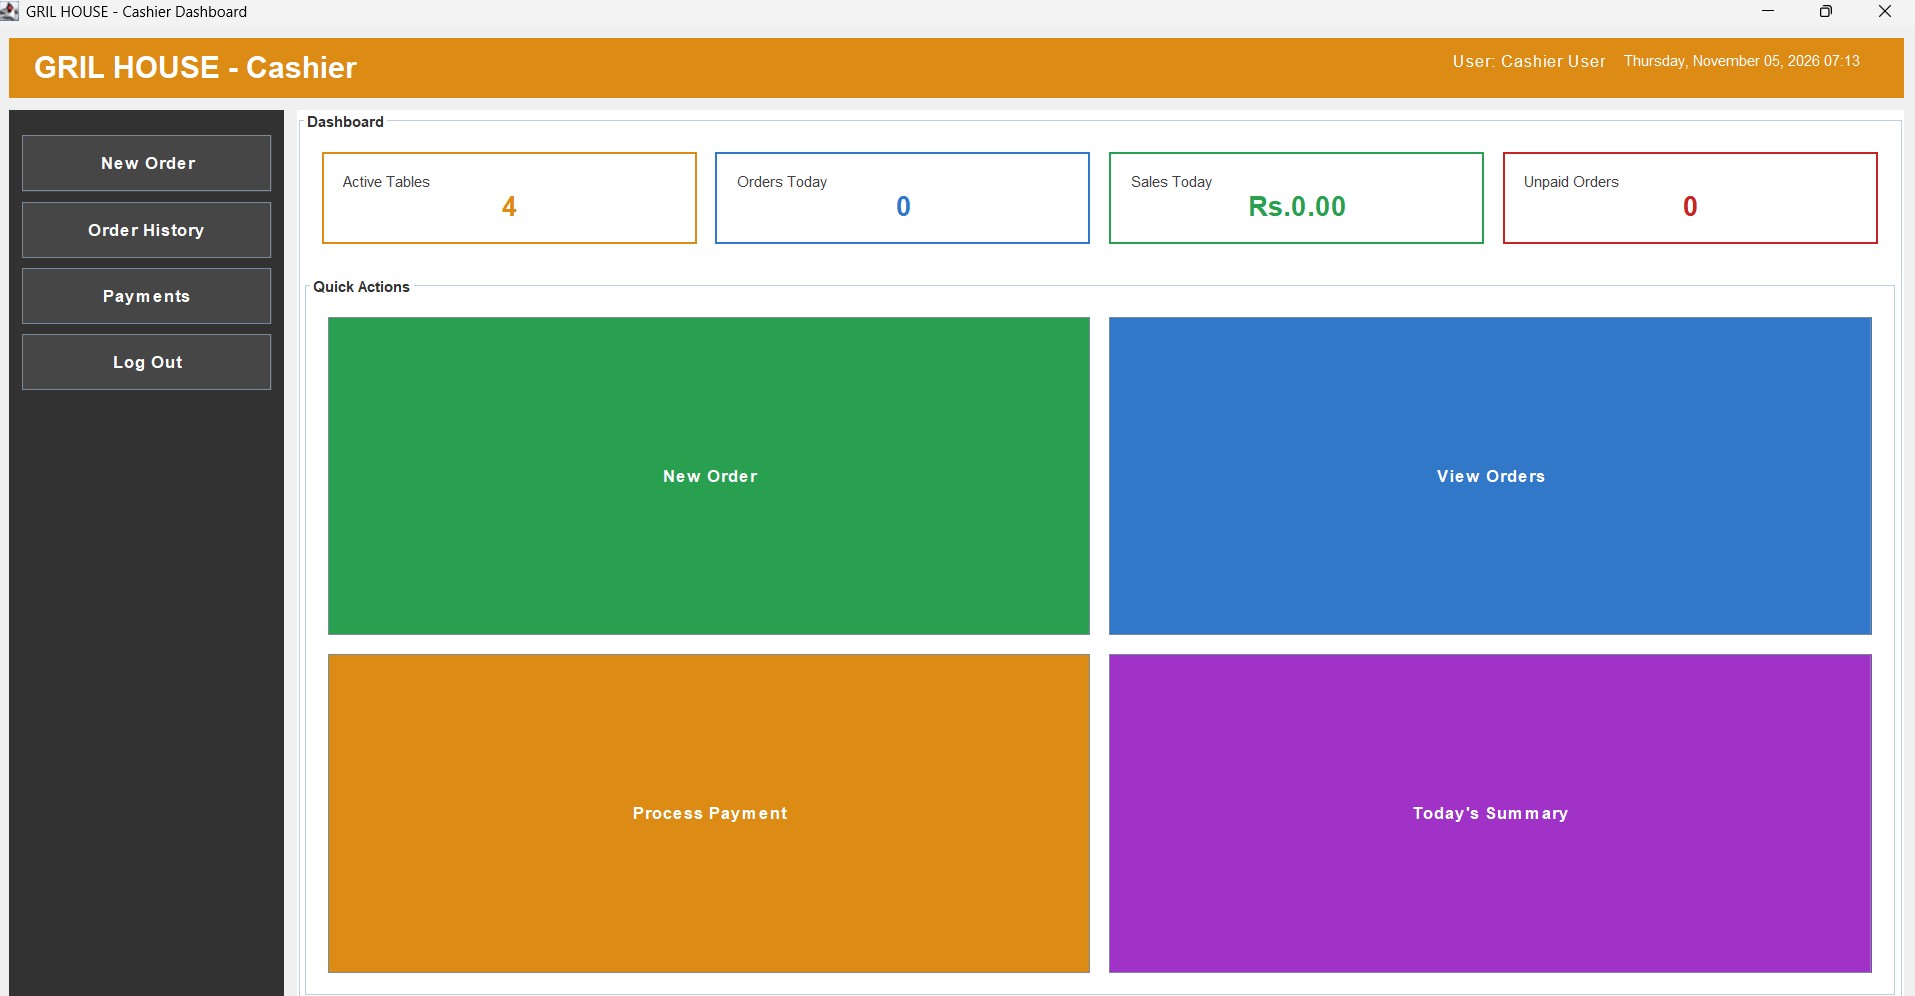 GRIL HOUSE - Cashier Dashboard
GRIL HOUSE - Cashier
User: Cashier User
Thursday, November 05, 2026 07:13
New Order
Order History
Payments
Log Out
Dashboard
Active Tables
4
Orders Today
0
Sales Today
Rs.0.00
Unpaid Orders
0
Quick Actions
New Order
View Orders
Process Payment
Today's Summary